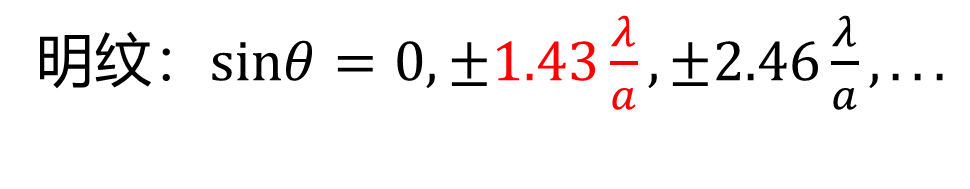 明纹：sinθ = 0, ±1.43 λ/a, ±2.46 λ/a, ...